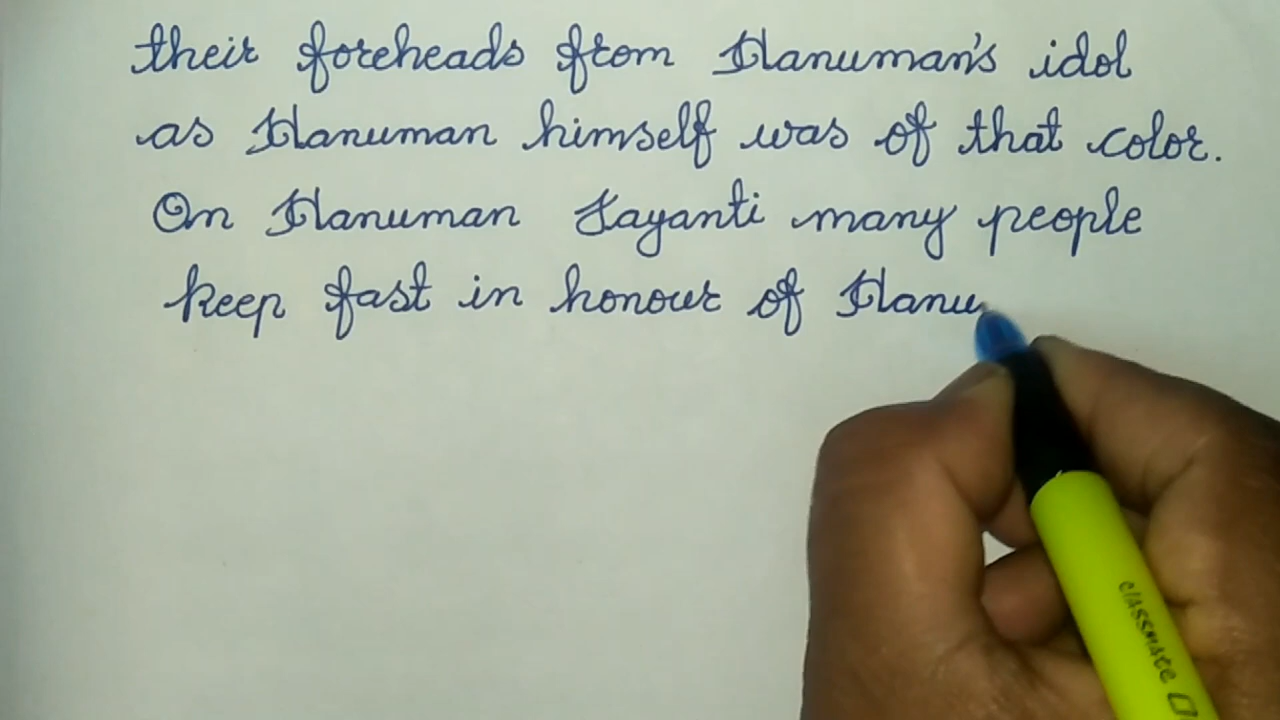 their foreheads from Hanuman's idol
as Hanuman himself was of that color.
On Hanuman Jayanti many people
keep fast in honour of Hanu
classmate